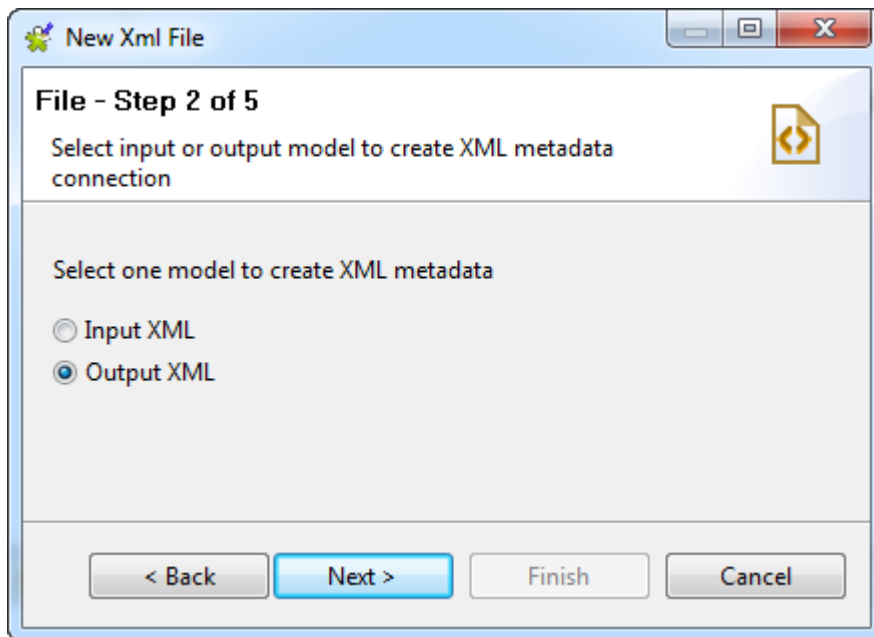 New Xml File
File - Step 2 of 5
Select input or output model to create XML metadata
connection
Select one model to create XML metadata
Input XML
Output XML
< Back
Next >
Finish
Cancel